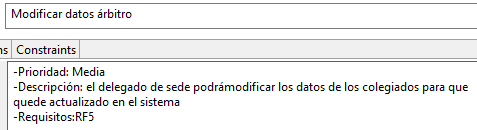 Modificar datos árbitro
ns Constraints
-Prioridad: Media
-Descripción: el delegado de sede podrámodificar los datos de los colegiados para que
quede actualizado en el sistema
-Requisitos:RF5